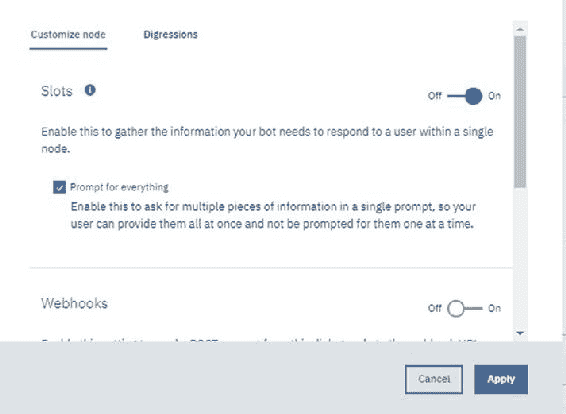 Customize node Digressions
Slots i
Off On
Enable this to gather the information your bot needs to respond to a user within a single
node.
Prompt for everything
Enable this to ask for multiple pieces of information in a single prompt, so your
user can provide them all at once and not be prompted for them one at a time.
Webhooks
Off On
Cancel Apply